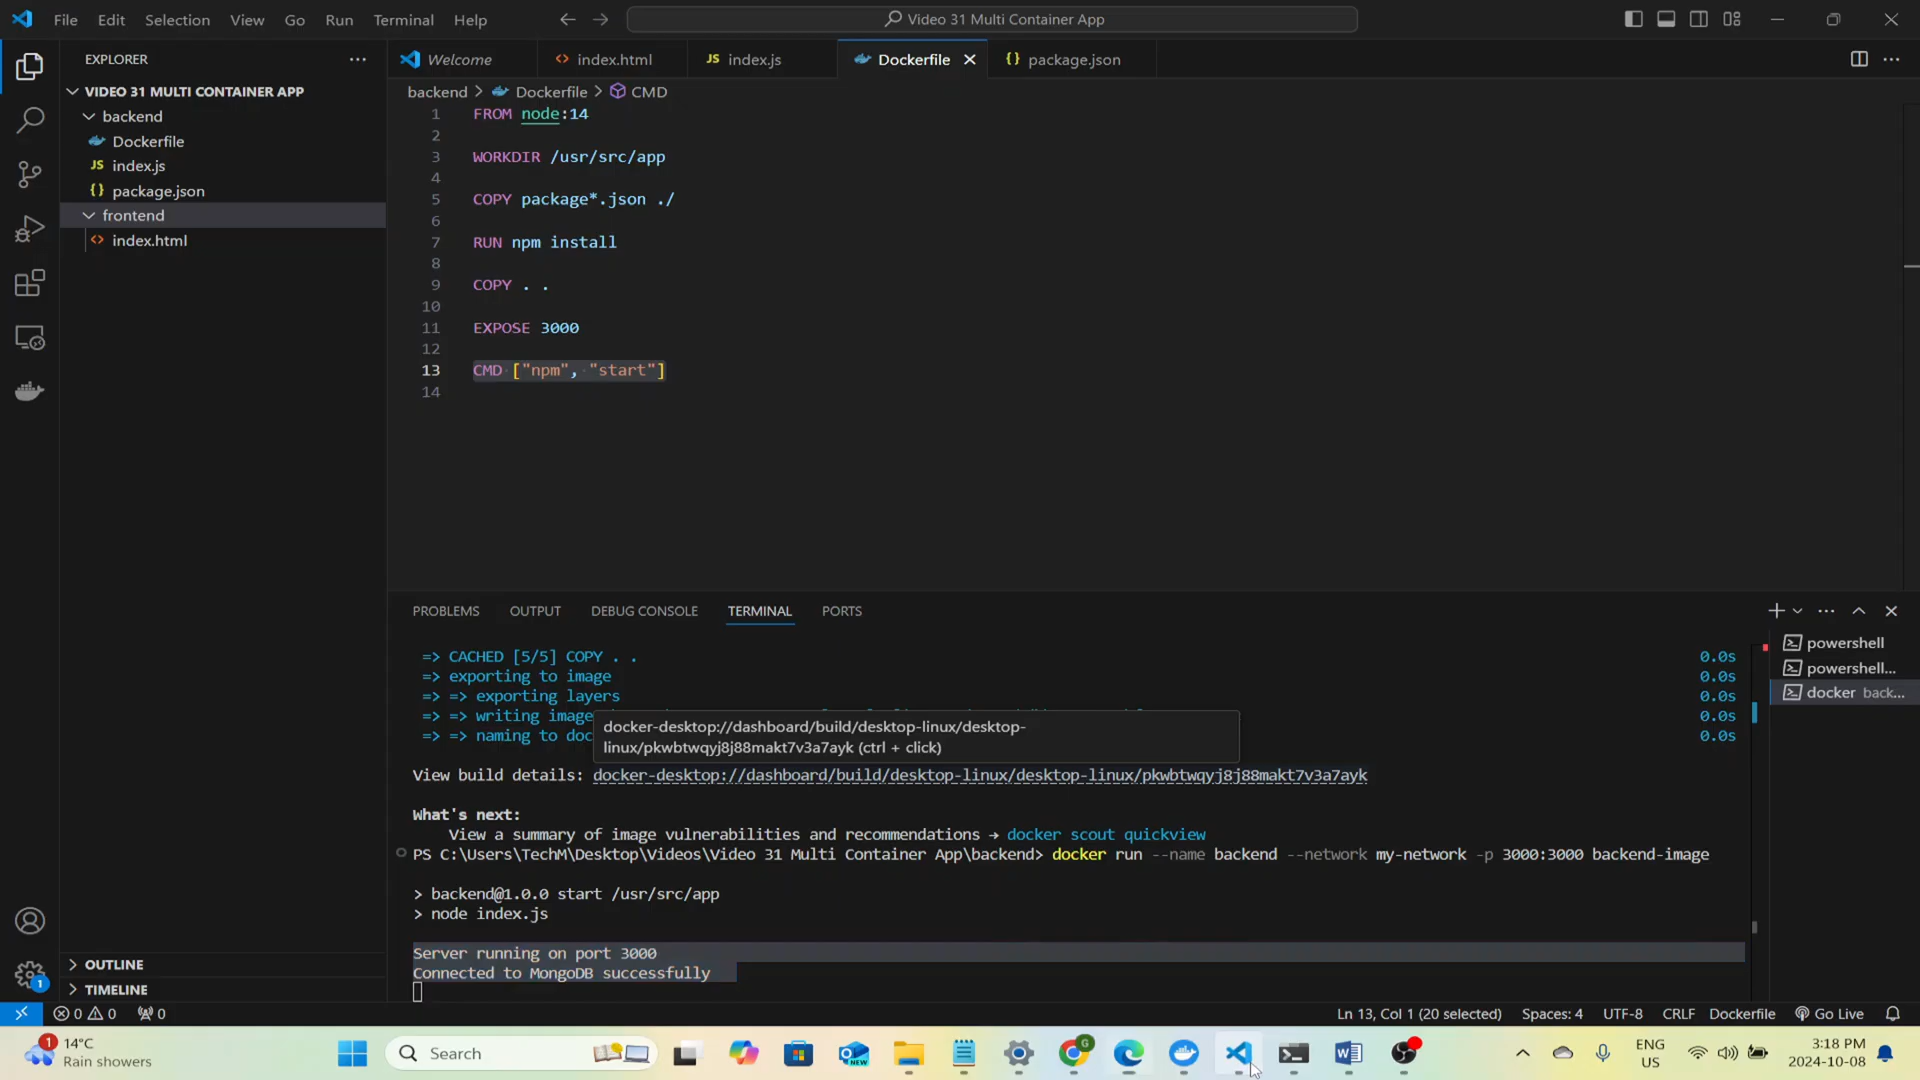 File Edit Selection View Go Run Terminal Help
Video 31 Multi Container App
EXPLORER
VIDEO 31 MULTI CONTAINER APP
backend
Dockerfile
JS index.js
{} package.json
frontend
<> index.html
OUTLINE
TIMELINE
Welcome
<> index.html
JS index.js
Dockerfile
{} package.json
backend > Dockerfile > CMD
1 FROM node:14
2
3 WORKDIR /usr/src/app
4
5 COPY package*.json ./
6
7 RUN npm install
8
9 COPY . .
10
11 EXPOSE 3000
12
13 CMD ["npm", "start"]
14
PROBLEMS OUTPUT DEBUG CONSOLE TERMINAL PORTS
=> CACHED [5/5] COPY . . 0.0s
=> exporting to image 0.0s
=> => exporting layers 0.0s
=> => writing image 0.0s
=> => naming to doc 0.0s
docker-desktop://dashboard/build/desktop-linux/desktop-
linux/pkwbtwqyj8j88makt7v3a7ayk (ctrl + click)
View build details: docker-desktop://dashboard/build/desktop-linux/desktop-linux/pkwbtwqyj8j88makt7v3a7ayk
What's next:
View a summary of image vulnerabilities and recommendations → docker scout quickview
PS C:\Users\TechM\Desktop\Videos\Video 31 Multi Container App\backend> docker run --name backend --network my-network -p 3000:3000 backend-image
> backend@1.0.0 start /usr/src/app
> node index.js
Server running on port 3000
Connected to MongoDB successfully
powershell
powershell...
docker back...
1
0 0 0
Ln 13, Col 1 (20 selected) Spaces: 4 UTF-8 CRLF Dockerfile Go Live
1
14°C
Rain showers
Search
NEW
G
ENG
US
3:18 PM
2024-10-08